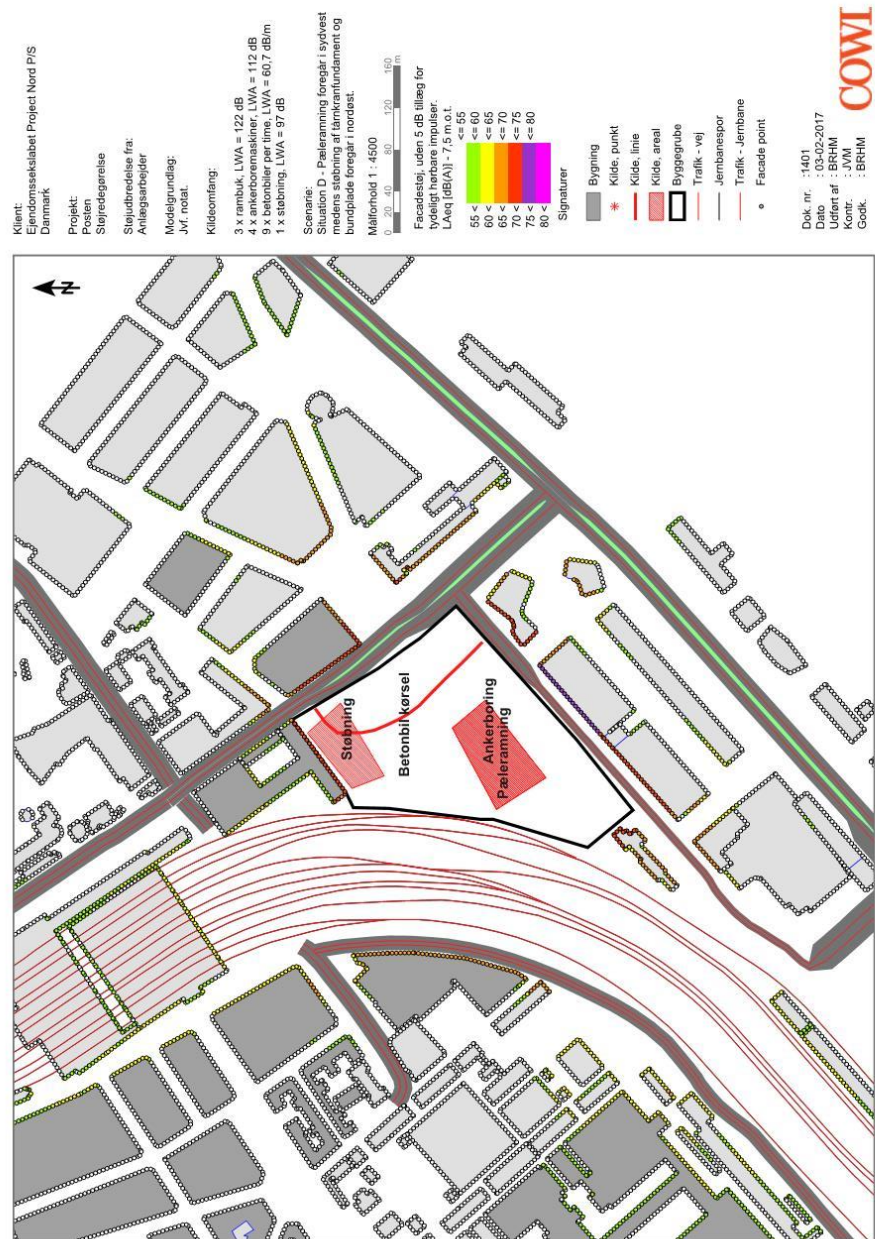 Klient:
Ejendomsselskabet Project Nord P/S
Danmark
Projekt:
Posten
Støjredegørelse
Støjudbredelse fra:
Anlægsarbejder
Modelgrundlag:
Jvf. notat.
Kildeomfang:
3 x rambuk, LWA = 122 dB
4 x ankerboremaskiner, LWA = 112 dB
9 x betonbiler per time, LWA = 60,7 dB/m
1 x støbning, LWA = 97 dB
Scenarie:
Situation D - Pæleramning foregår i sydvest
medens støbning af tårnkranfundament og
bundplade foregår i nordøst.
Målforhold 1 : 4500
0 20 40 80 120 160
m
Facadestøj, uden 5 dB tillæg for
tydeligt hørbare impulser.
LAeq [dB(A)] - 7,5 m.o.t.
<= 55
55 < <= 60
60 < <= 65
65 < <= 70
70 < <= 75
75 < <= 80
80 <
Signaturer
Bygning
Kilde, punkt
Kilde, linie
Kilde, areal
Byggegrube
Trafik - vej
Jernbanespor
Trafik - Jernbane
Facade point
Dok. nr. :1401
Dato : 03-02-2017
Udført af : BRHM
Kontr. : JVM
Godk. : BRHM
COWI
N
Støbning
Betonbil kørsel
Ankerboring
Pæleramning